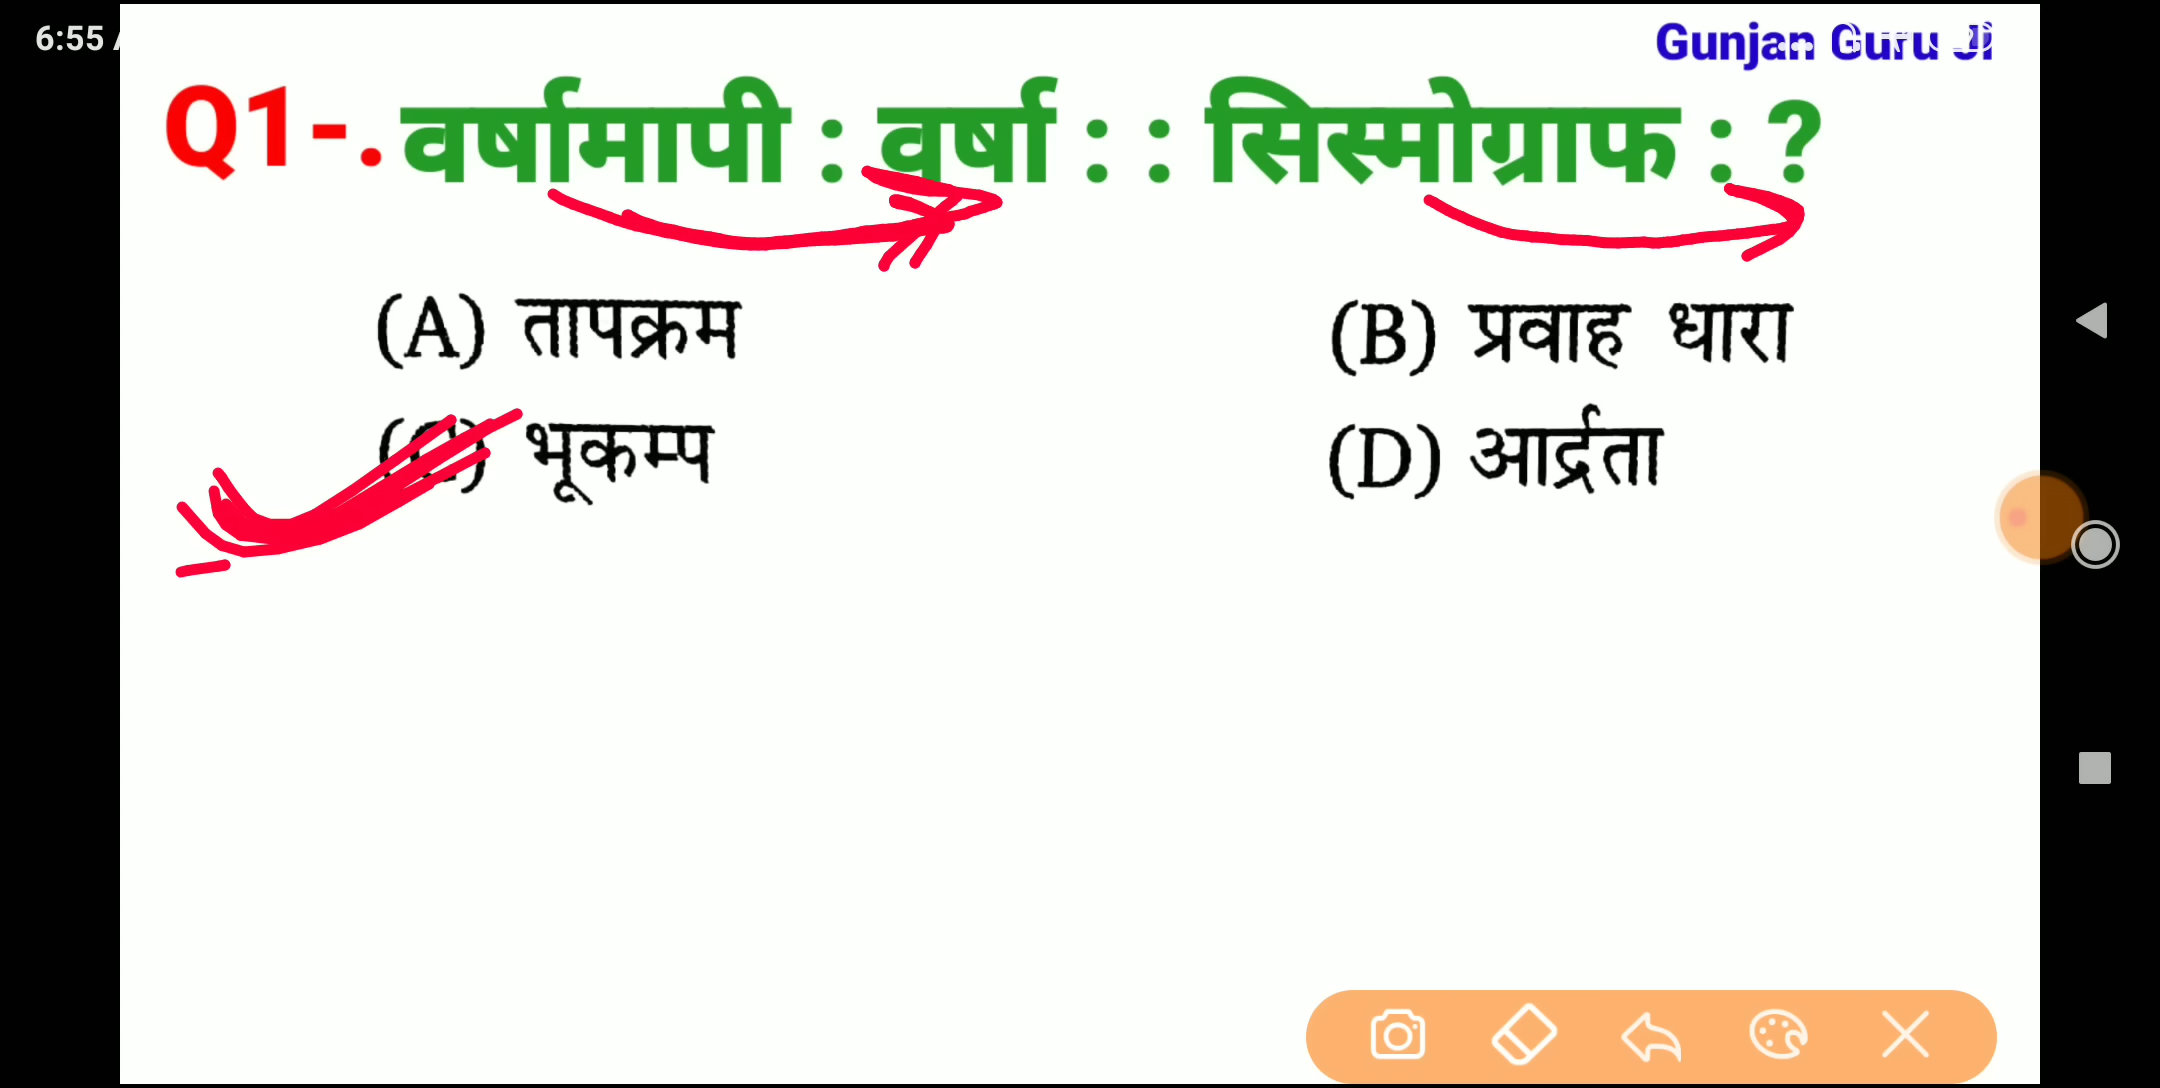 6:55
Gunjan Guru Ji
Q1-. वर्षामापी : वर्षा : : सिस्मोग्राफ : ?
(A) तापक्रम
(B) प्रवाह धारा
(C) भूकम्प
(D) आर्द्रता